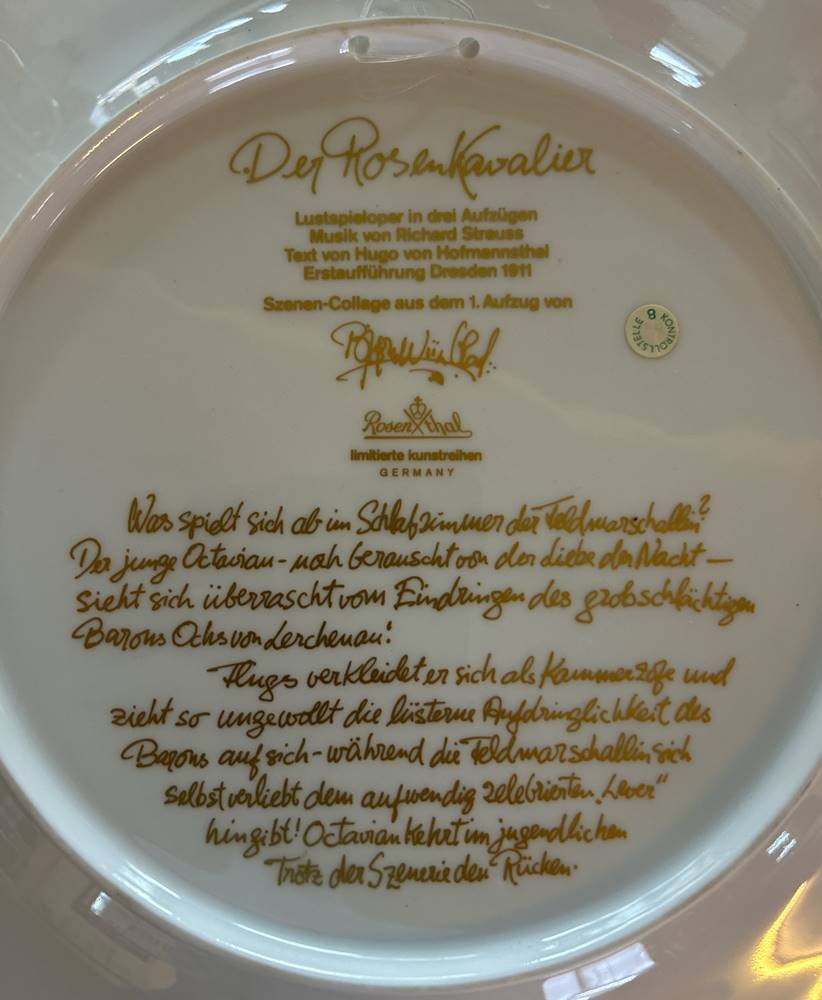 Der Rosenkavalier
Lustspieloper in drei Aufzügen
Musik von Richard Strauss
Text von Hugo von Hofmannsthal
Erstaufführung Dresden 1911
Szenen-Collage aus dem 1. Aufzug von
8 KONTROLLSTELLE
Rosenthal
limitierte kunstreihen
GERMANY
Was spielt sich ab im Schlafzimmer der Feldmarschallin?
Der junge Octavian - noch berauscht von der Liebe der Nacht —
sieht sich überrascht vom Eindringen des grobschlächtigen
Barons Ochs von Lerchenau!
Flugs verkleidet er sich als Kammerzofe und
zieht so ungewollt die lüsterne Aufdringlichkeit des
Barons auf sich - während die Feldmarschallin sich
selbstverliebt dem aufwendig zelebrierten „Lever"
hingibt! Octavian kehrt im jugendlichen
Trotz der Szenerie den Rücken.